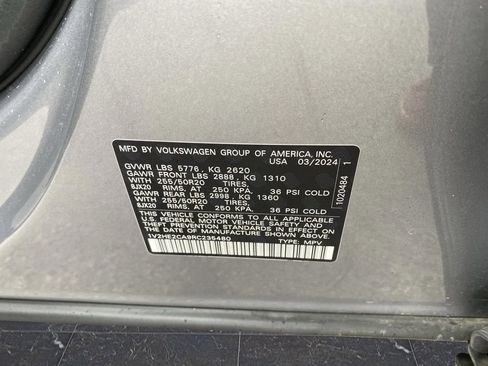 MFD BY VOLKSWAGEN GROUP OF AMERICA, INC.
USA 03/2024
GVWR LBS 5776, KG 2620
GAWR FRONT LBS 2888, KG 1310
WITH 255/50R20 TIRES,
8JX20 RIMS, AT 250 KPA, 36 PSI COLD
GAWR REAR LBS 2998, KG 1360
WITH 255/50R20 TIRES,
8JX20 RIMS, AT 250 KPA, 36 PSI COLD
THIS VEHICLE CONFORMS TO ALL APPLICABLE
U.S. FEDERAL MOTOR VEHICLE SAFETY AND
THEFT PREVENTION STANDARDS IN EFFECT ON THE
DATE OF MANUFACTURE SHOWN ABOVE.
1V2HE2CA9RC235480 TYPE: MPV
1020484 1